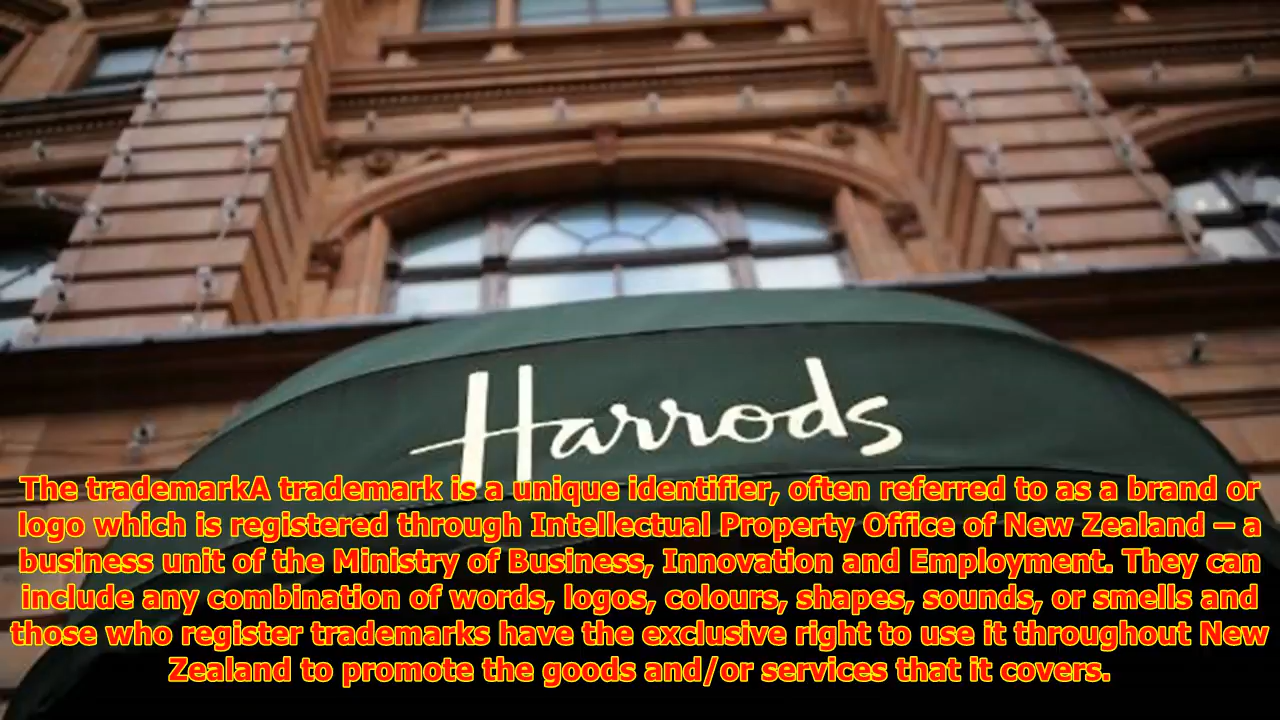 Harrods
The trademarkA trademark is a unique identifier, often referred to as a brand or
logo which is registered through Intellectual Property Office of New Zealand – a
business unit of the Ministry of Business, Innovation and Employment. They can
include any combination of words, logos, colours, shapes, sounds, or smells and
those who register trademarks have the exclusive right to use it throughout New
Zealand to promote the goods and/or services that it covers.